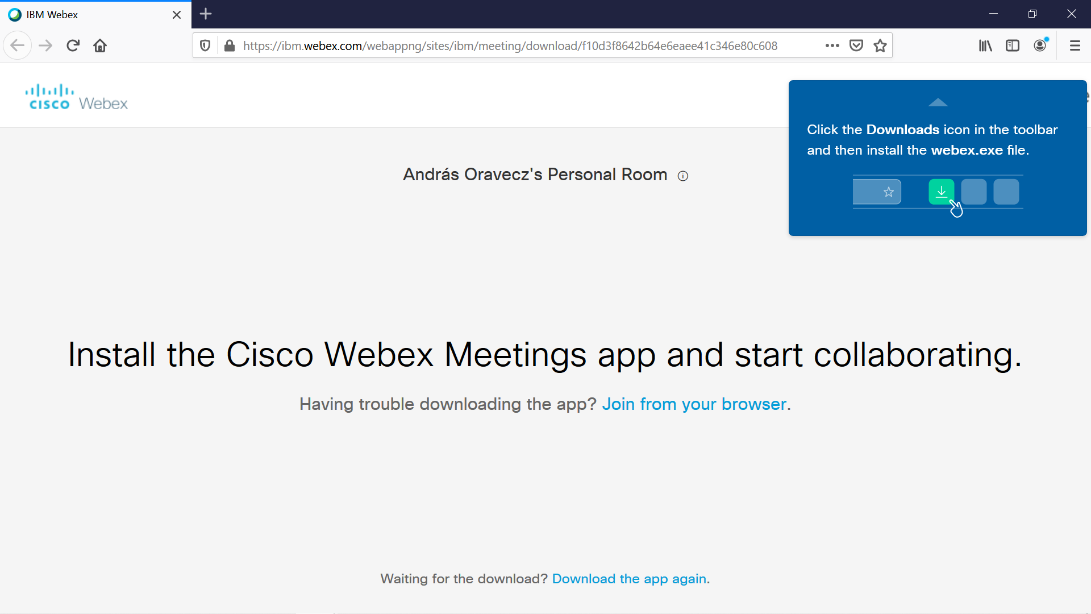 IBM Webex
https://ibm.webex.com/webappng/sites/ibm/meeting/download/f10d3f8642b64e6eaee41c346e80c608
CISCO Webex
Click the Downloads icon in the toolbar
and then install the webex.exe file.
András Oravecz's Personal Room
Install the Cisco Webex Meetings app and start collaborating.
Having trouble downloading the app? Join from your browser.
Waiting for the download? Download the app again.